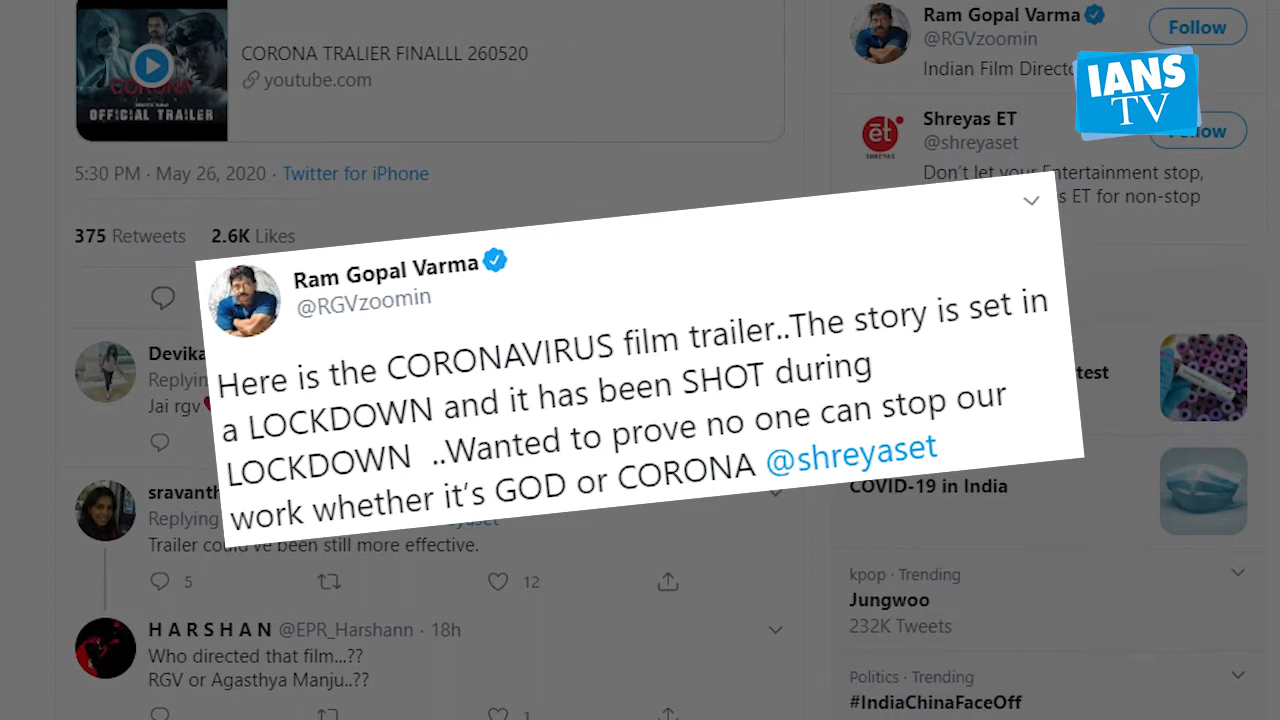 CORONA TRALIER FINALLL 260520
youtube.com
CORONA
OFFICIAL TRAILER
5:30 PM · May 26, 2020 · Twitter for iPhone
375 Retweets 2.6K Likes
Ram Gopal Varma
@RGVzoomin
Here is the CORONAVIRUS film trailer..The story is set in
a LOCKDOWN and it has been SHOT during
LOCKDOWN ..Wanted to prove no one can stop our
work whether it's GOD or CORONA @shreyaset
Devika
Replying
Jai rgv
sravanth
Replying
Trailer could've been still more effective.
5
12
H A R S H A N @EPR_Harshann · 18h
Who directed that film...??
RGV or Agasthya Manju..??
1
Ram Gopal Varma
@RGVzoomin
Follow
Indian Film
IANS
TV
ēt
SHREYAS
Shreyas ET
@shreyaset
Don't let your Entertainment stop,
ET for non-stop
COVID-19 in India
kpop · Trending
Jungwoo
232K Tweets
Politics · Trending
#IndiaChinaFaceOff